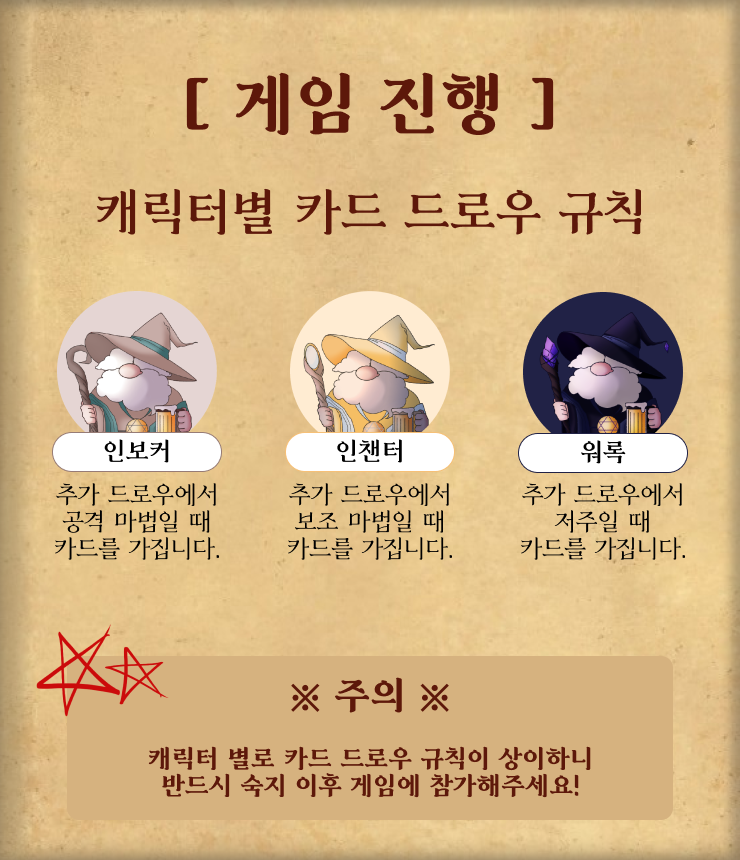 [ 게임 진행 ]
캐릭터별 카드 드로우 규칙
인보커
추가 드로우에서
공격 마법일 때
카드를 가집니다.
인챈터
추가 드로우에서
보조 마법일 때
카드를 가집니다.
워록
추가 드로우에서
저주일 때
카드를 가집니다.
※ 주의 ※
캐릭터 별로 카드 드로우 규칙이 상이하니
반드시 숙지 이후 게임에 참가해주세요!